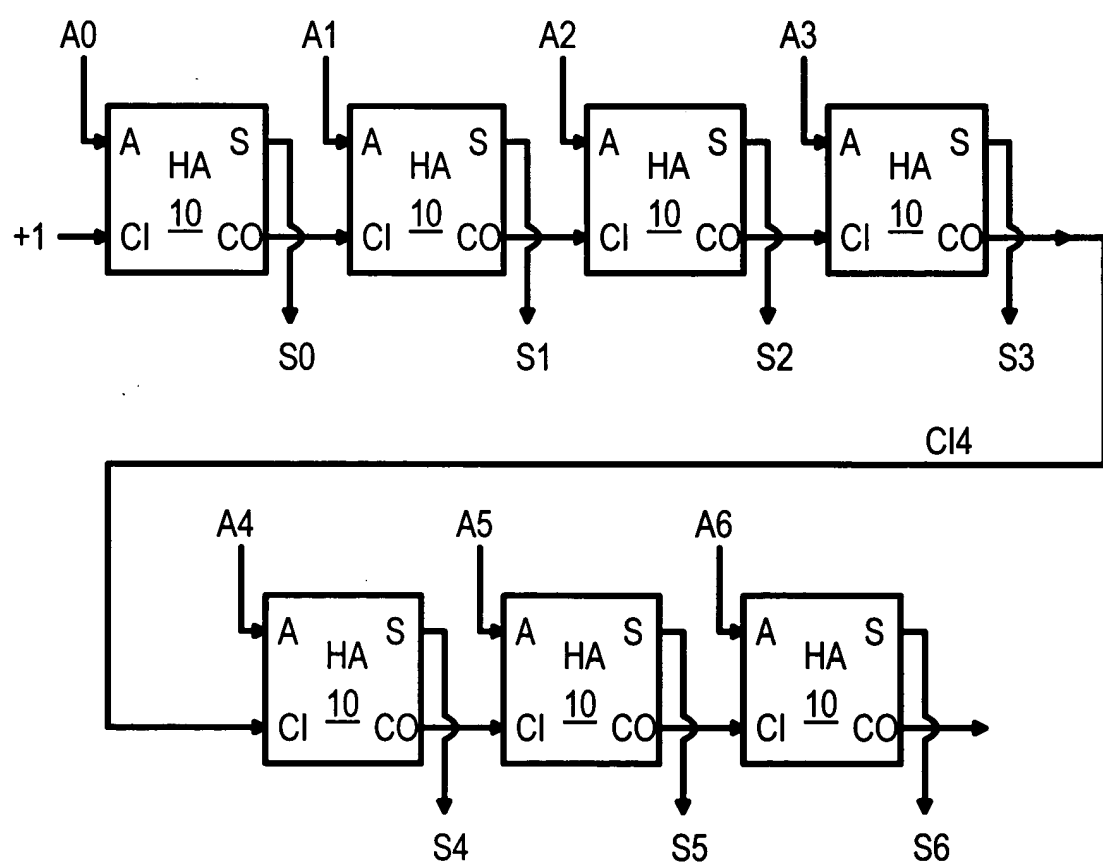 A0 A1 A2 A3
A S A S A S A S
HA HA HA HA
10 10 10 10
+1 CI CO CI CO CI CO CI CO
S0 S1 S2 S3
CI4
A4 A5 A6
A S A S A S
HA HA HA
10 10 10
CI CO CI CO CI CO
S4 S5 S6